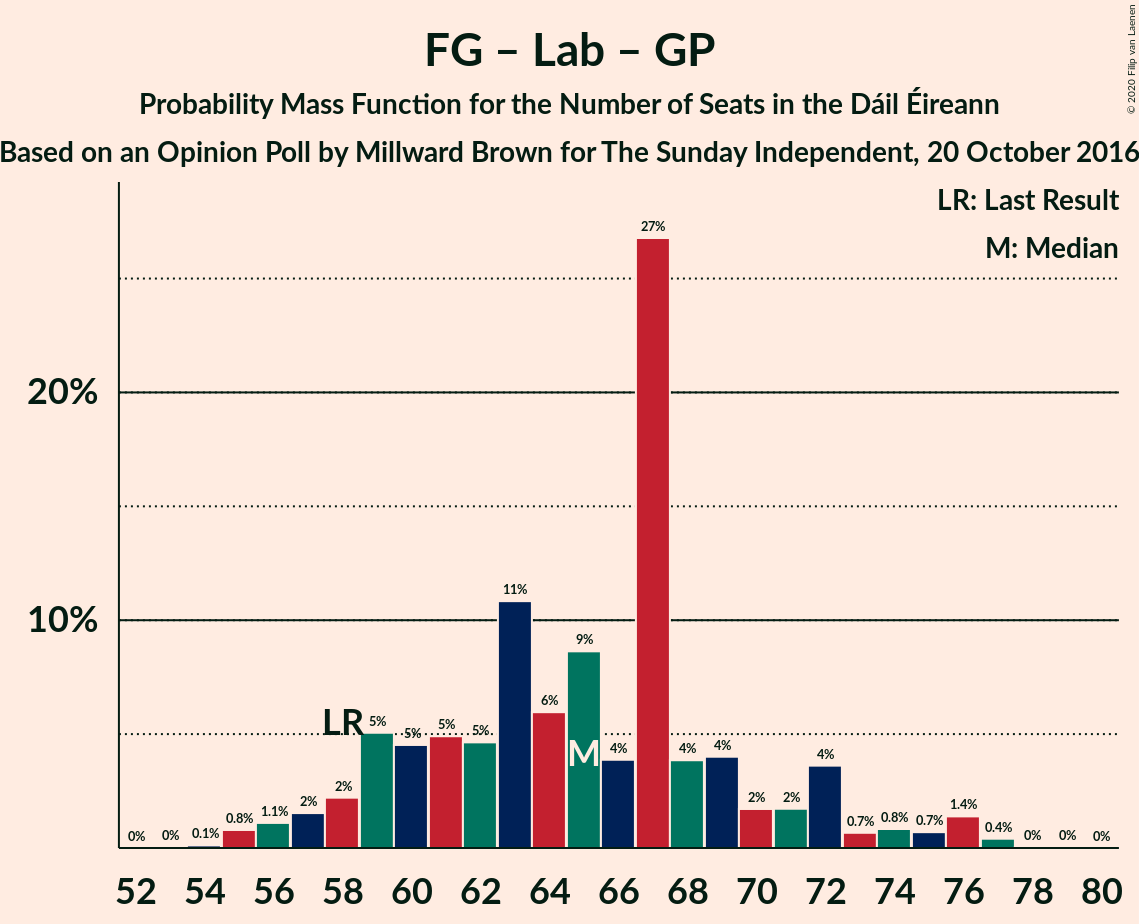 FG – Lab – GP
Probability Mass Function for the Number of Seats in the Dáil Éireann
Based on an Opinion Poll by Millward Brown for The Sunday Independent, 20 October 2016
© 2020 Filip van Laenen
LR: Last Result
M: Median
27%
20%
11%
10%
9%
6%
LR 5% 5% 5% 5% M 4% 4% 4% 4%
0% 0% 0.1% 0.8% 1.1% 2% 2% 2% 2% 0.7% 0.8% 0.7% 1.4% 0.4% 0% 0% 0%
52 54 56 58 60 62 64 66 68 70 72 74 76 78 80